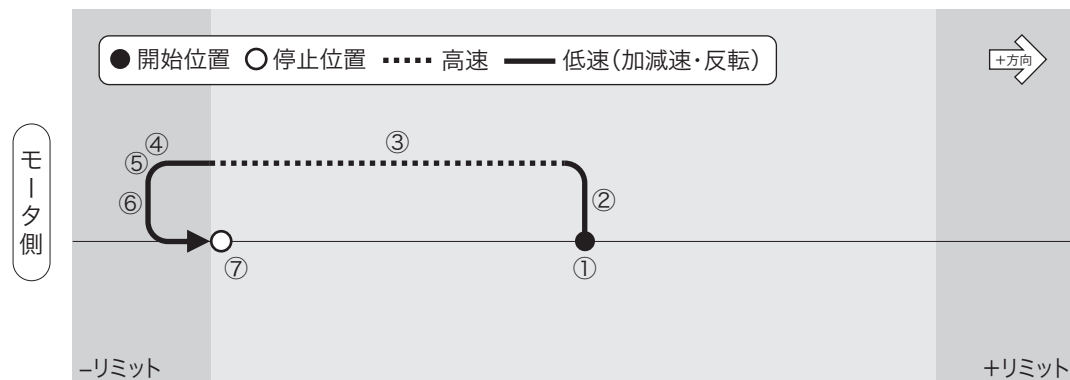 ●開始位置 ○停止位置 ······ 高速 ━━ 低速(加減速・反転)
+方向
モータ側
④
③
⑤
⑥
②
⑦
①
−リミット
+リミット